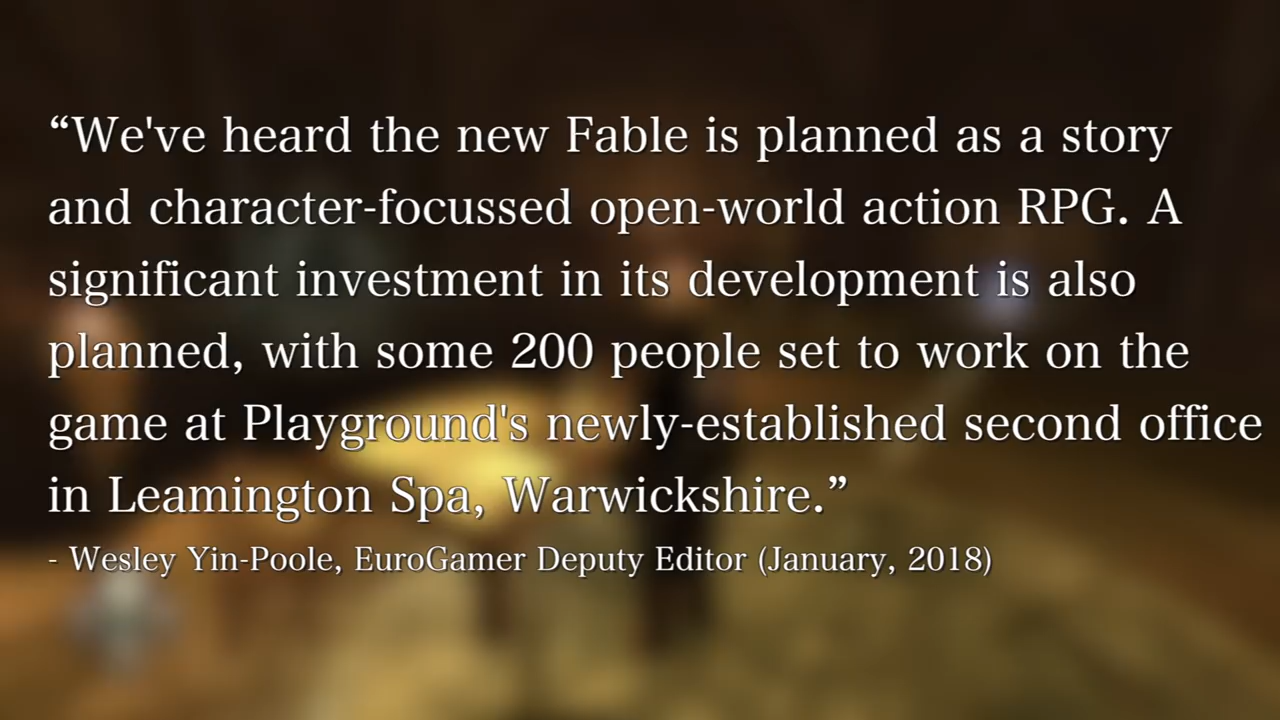 “We've heard the new Fable is planned as a story
and character-focussed open-world action RPG. A
significant investment in its development is also
planned, with some 200 people set to work on the
game at Playground's newly-established second office
in Leamington Spa, Warwickshire.”
- Wesley Yin-Poole, EuroGamer Deputy Editor (January, 2018)